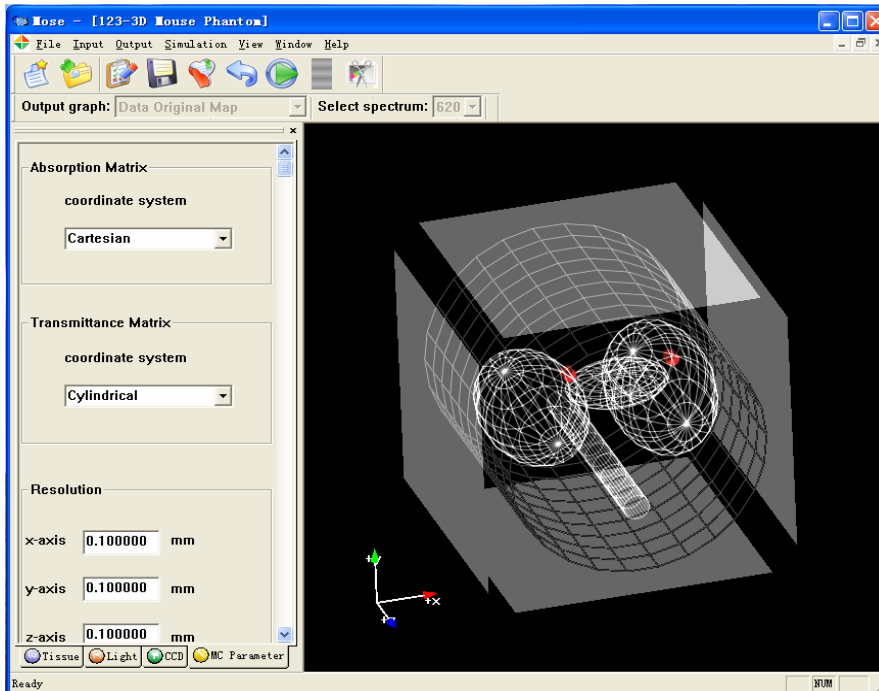 Mose - [123-3D Mouse Phantom]
File Input Output Simulation View Window Help
Output graph: Data Original Map Select spectrum: 620
Absorption Matrix
coordinate system
Cartesian
Transmittance Matrix
coordinate system
Cylindrical
Resolution
x-axis 0.100000 mm
y-axis 0.100000 mm
z-axis 0.100000 mm
Tissue Light CCD MC Parameter
+y
+x
Ready NUM